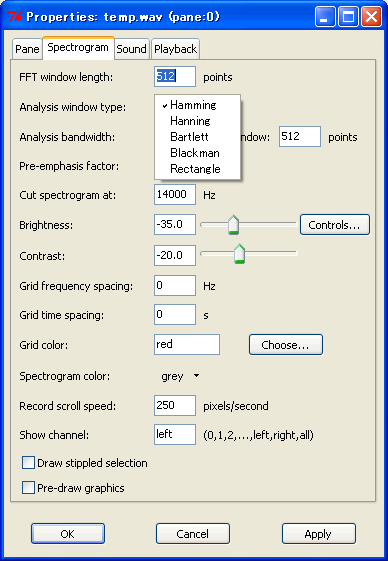 Properties: temp.wav (pane:0)
Pane Spectrogram Sound Playback
FFT window length: 512 points
Analysis window type:
Hamming
Hanning
Bartlett
Blackman
Rectangle
Analysis bandwidth: 512 points
Pre-emphasis factor:
Cut spectrogram at: 14000 Hz
Brightness: -35.0 Controls...
Contrast: -20.0
Grid frequency spacing: 0 Hz
Grid time spacing: 0 s
Grid color: red Choose...
Spectrogram color: grey
Record scroll speed: 250 pixels/second
Show channel: left (0,1,2,...,left,right,all)
Draw stippled selection
Pre-draw graphics
OK Cancel Apply